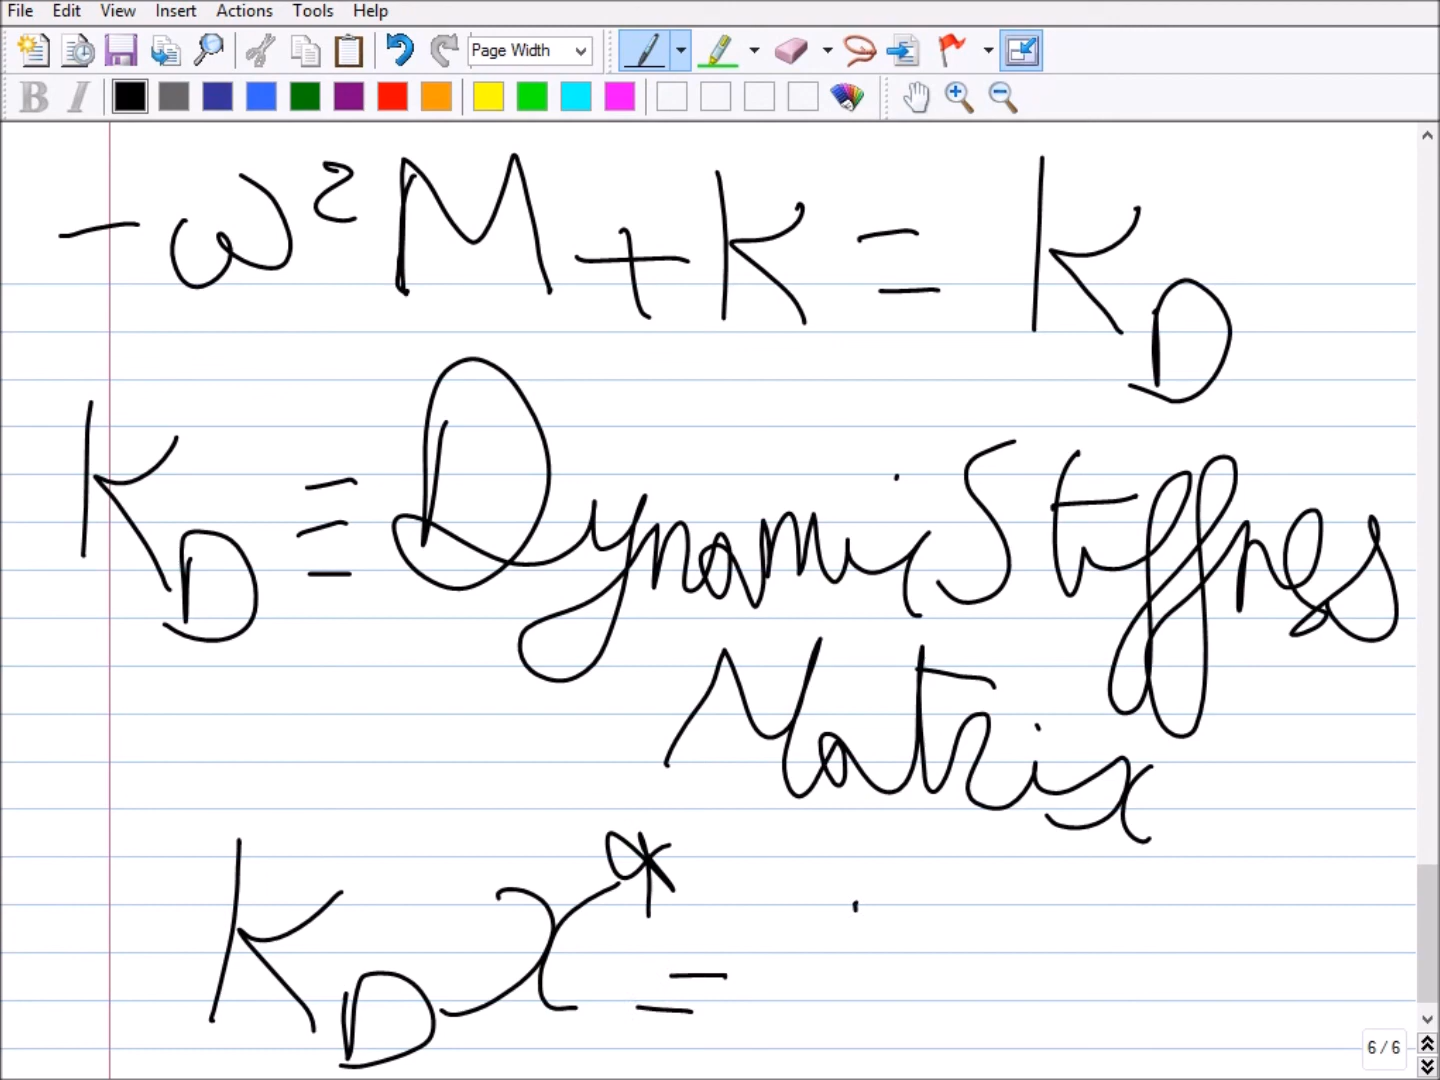 File Edit View Insert Actions Tools Help
Page Width
B I
-ω²M+K=K_D
K_D≡Dynamic Stiffness
Matrix
K_D x*=
6/6